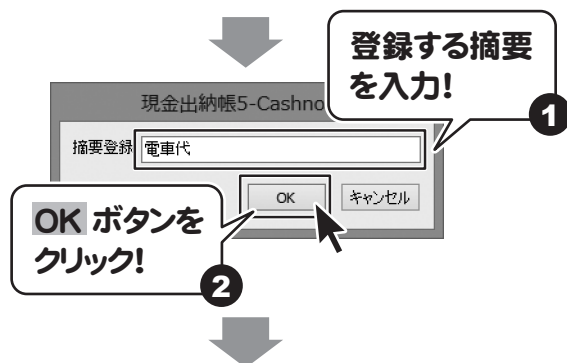 登録する摘要
を入力!
1
現金出納帳5-Cashno
摘要登録
電車代
OK
キャンセル
OK ボタンを
クリック!
2